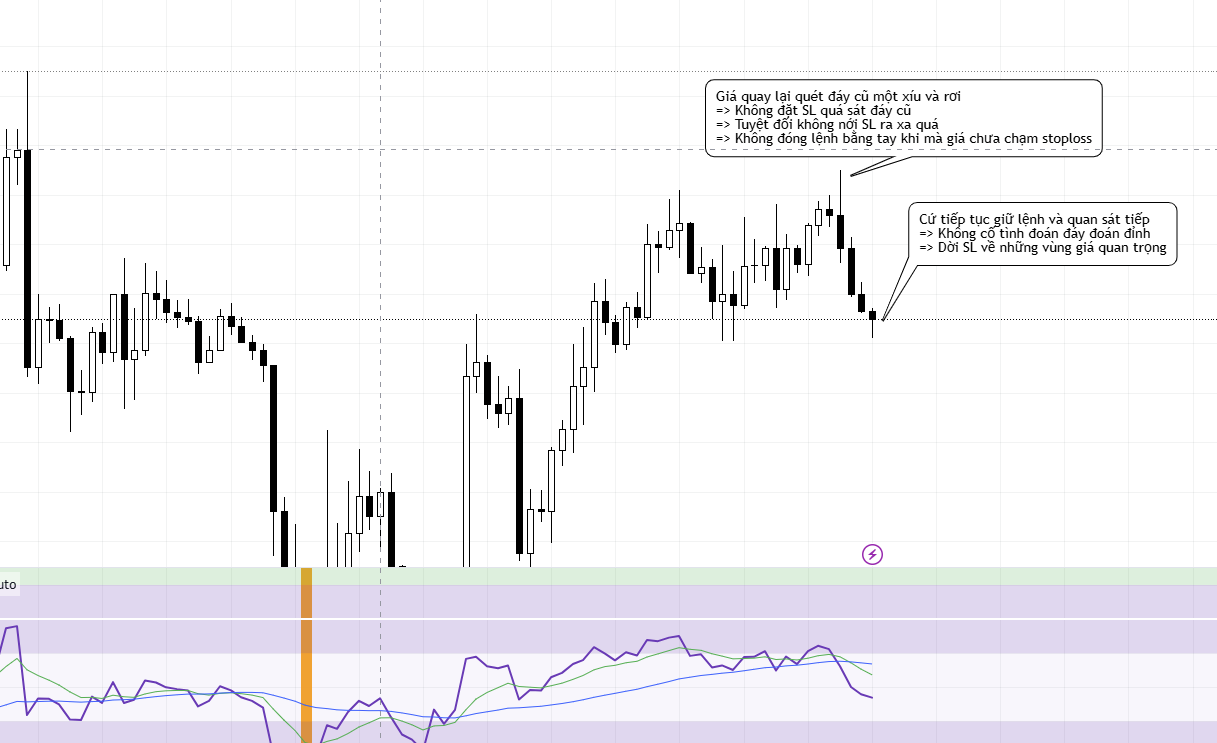 Giá quay lại quét đáy cũ một xíu và rơi
=> Không đặt SL quá sát đáy cũ
=> Tuyệt đối không nới SL ra xa quá
=> Không đóng lệnh bằng tay khi mà giá chưa chạm stoploss
Cứ tiếp tục giữ lệnh và quan sát tiếp
=> Không cố tình đoán đáy đoán đỉnh
=> Dời SL về những vùng giá quan trọng
uto